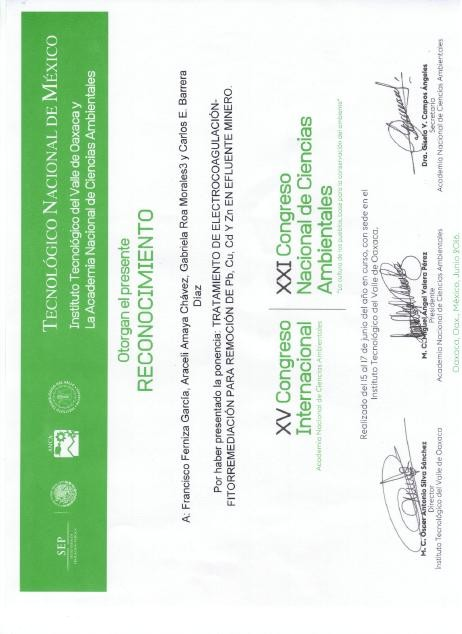 SEP
TECNOLÓGICO NACIONAL DE MÉXICO
Instituto Tecnológico del Valle de Oaxaca y
La Academia Nacional de Ciencias Ambientales
Otorgan el presente
RECONOCIMIENTO
A: Francisco Ferniza García, Araceli Amaya Chávez, Gabriela Roa Morales3 y Carlos E. Barrera
Díaz
Por haber presentado la ponencia: TRATAMIENTO DE ELECTROCOAGULACIÓN-
FITORREMEDIACIÓN PARA REMOCIÓN DE Pb, Cu, Cd Y Zn EN EFLUENTE MINERO.
XV Congreso
Internacional
Academia Nacional de Ciencias Ambientales
XXI Congreso
Nacional de Ciencias
Ambientales
"La cultura de los pueblos, base para la conservación del ambiente"
Realizado del 15 al 17 de junio del año en curso, con sede en el
Instituto Tecnológico del Valle de Oaxaca.
M. C. Óscar Antonio Silva Sánchez
Director
Instituto Tecnológico del Valle de Oaxaca
M. C. Miguel Ángel Valera Pérez
Presidente
Academia Nacional de Ciencias Ambientales
Dra. Gisela Y. Campos Ángeles
Secretario
Academia Nacional de Ciencias Ambientales
Oaxaca, Oax., México, Junio 2016.